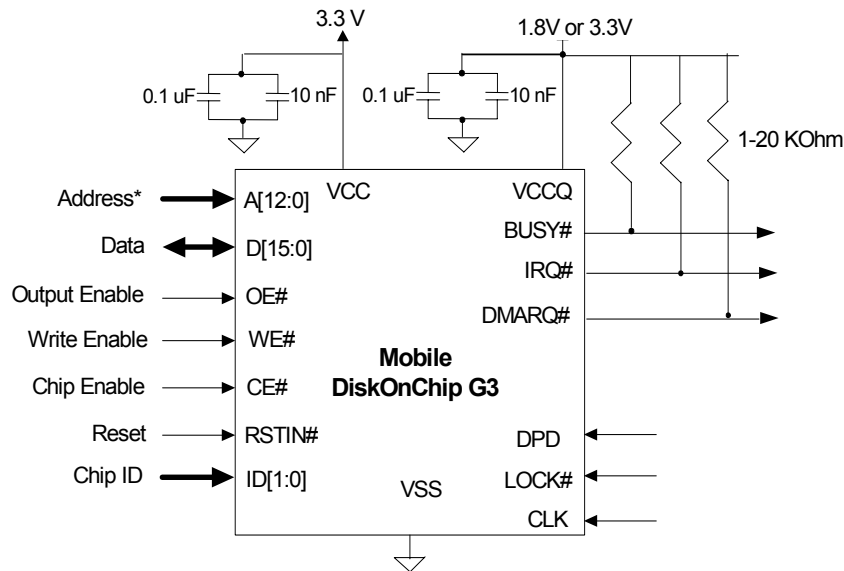 3.3 V
1.8V or 3.3V
0.1 uF
10 nF
0.1 uF
10 nF
1-20 KOhm
VCC
VCCQ
Address*
A[12:0]
BUSY#
Data
D[15:0]
IRQ#
Output Enable
OE#
DMARQ#
Write Enable
WE#
Mobile
DiskOnChip G3
Chip Enable
CE#
Reset
RSTIN#
DPD
Chip ID
ID[1:0]
VSS
LOCK#
CLK